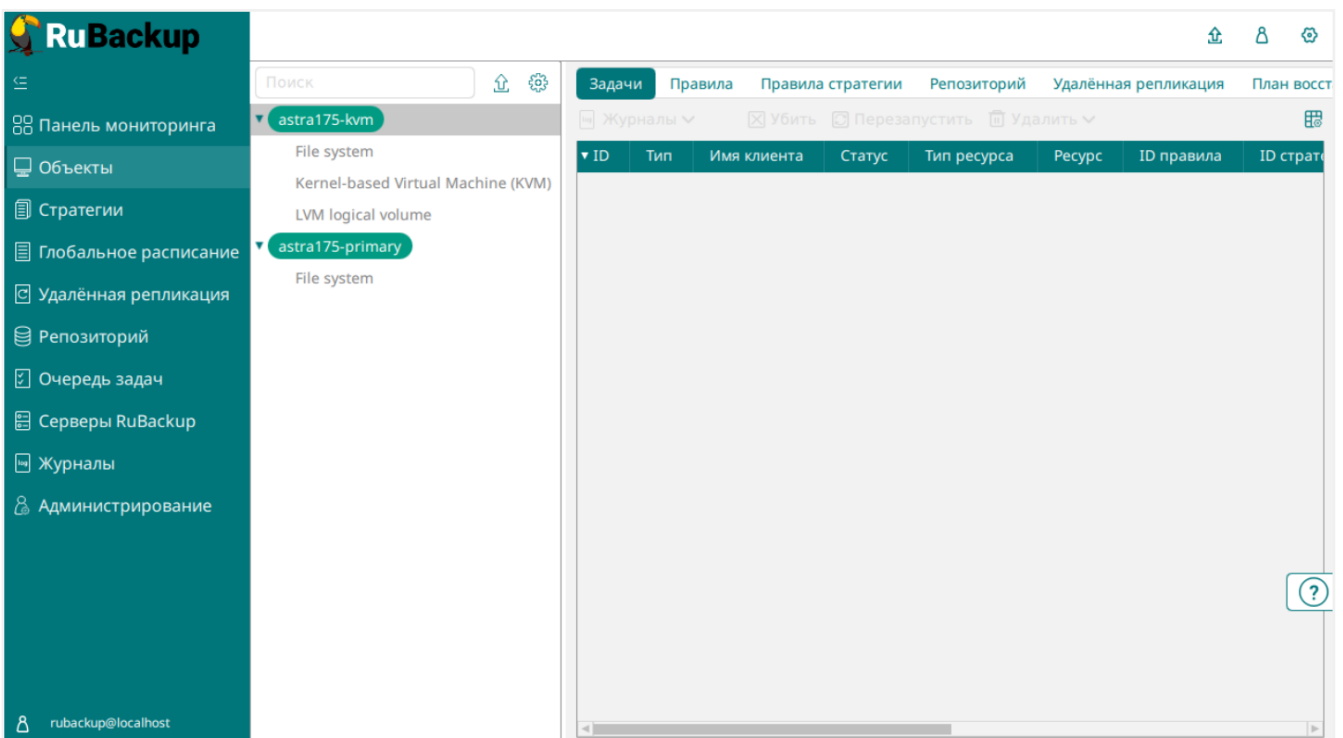 RuBackup
Панель мониторинга
Объекты
Стратегии
Глобальное расписание
Удалённая репликация
Репозиторий
Очередь задач
Серверы RuBackup
Журналы
Администрирование
rubackup@localhost
Поиск
astra175-kvm
File system
Kernel-based Virtual Machine (KVM)
LVM logical volume
astra175-primary
File system
Задачи Правила Правила стратегии Репозиторий Удалённая репликация План восст
Журналы Убить Перезапустить Удалить
ID Тип Имя клиента Статус Тип ресурса Ресурс ID правила ID страте
?